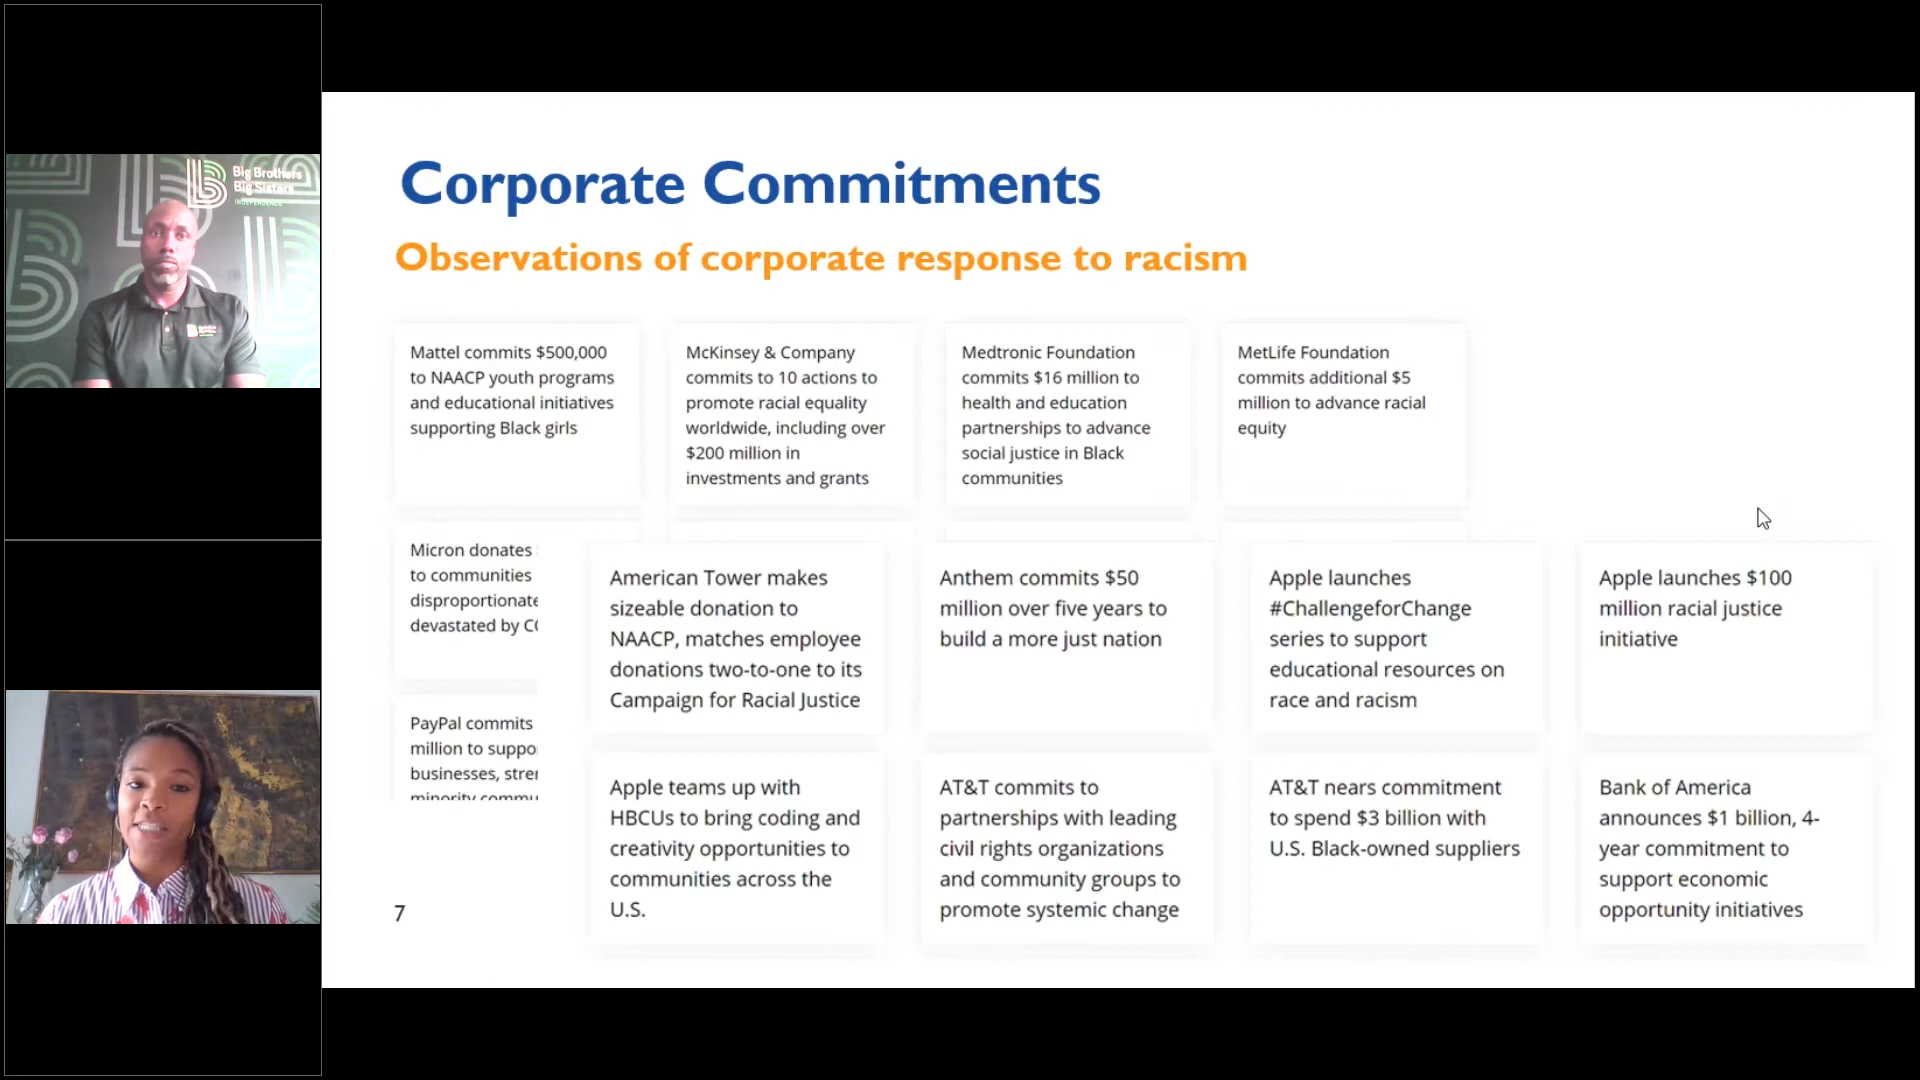 Big Brothers
Big Sisters
INDEPENDENCE
Corporate Commitments
Observations of corporate response to racism
Mattel commits $500,000
to NAACP youth programs
and educational initiatives
supporting Black girls
McKinsey & Company
commits to 10 actions to
promote racial equality
worldwide, including over
$200 million in
investments and grants
Medtronic Foundation
commits $16 million to
health and education
partnerships to advance
social justice in Black
communities
MetLife Foundation
commits additional $5
million to advance racial
equity
Micron donates
to communities
disproportionate
devastated by
PayPal commits
million to suppo
businesses, stre
minority commu
American Tower makes
sizeable donation to
NAACP, matches employee
donations two-to-one to its
Campaign for Racial Justice
Anthem commits $50
million over five years to
build a more just nation
Apple launches
#ChallengeforChange
series to support
educational resources on
race and racism
Apple launches $100
million racial justice
initiative
Apple teams up with
HBCUs to bring coding and
creativity opportunities to
communities across the
U.S.
AT&T commits to
partnerships with leading
civil rights organizations
and community groups to
promote systemic change
AT&T nears commitment
to spend $3 billion with
U.S. Black-owned suppliers
Bank of America
announces $1 billion, 4-
year commitment to
support economic
opportunity initiatives
7